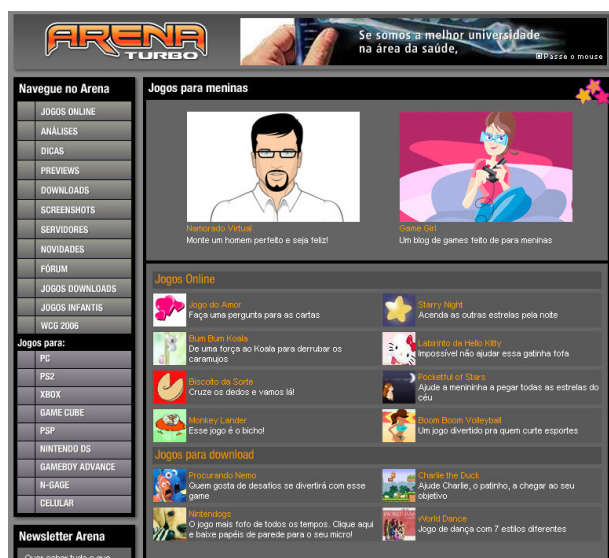 ARENA
TURBO
Se somos a melhor universidade
na área da saúde,
Passe o mouse
Navegue no Arena
JOGOS ONLINE
ANÁLISES
DICAS
PREVIEWS
DOWNLOADS
SCREENSHOTS
SERVIDORES
NOVIDADES
FÓRUM
JOGOS DOWNLOADS
JOGOS INFANTIS
WCG 2006
Jogos para:
PC
PS2
XBOX
GAME CUBE
PSP
NINTENDO DS
GAMEBOY ADVANCE
N-GAGE
CELULAR
Newsletter Arena
Quer saber tudo o que
Jogos para meninas
Namorado Virtual
Monte um homem perfeito e seja feliz!
Game Girl
Um blog de games feito de para meninas
Jogos Online
Jogo do Amor
Faça uma pergunta para as cartas
Starry Night
Acenda as outras estrelas pela noite
Bum Bum Koala
De uma força ao Koala para derrubar os
caramujos
Labirinto da Hello Kitty
Impossível não ajudar essa gatinha fofa
Biscoito da Sorte
Cruze os dedos e vamos lá!
Pocketful of Stars
Ajude a menininha a pegar todas as estrelas do
céu
Monkey Lander
Esse jogo é o bicho!
Boom Boom Volleyball
Um jogo divertido pra quem curte esportes
Jogos para download
Procurando Nemo
Quem gosta de desafios se divertirá com esse
game
Charlie the Duck
Ajude Charlie, o patinho, a chegar ao seu
objetivo
Nintendogs
O jogo mais fofo de todos os tempos. Clique aqui
e baixe papéis de parede para o seu micro!
World Dance
Jogo de dança com 7 estilos diferentes